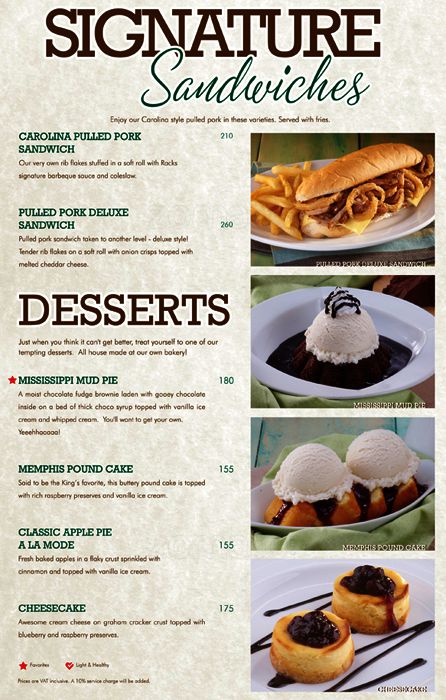 SIGNATURE
Sandwiches
Enjoy our Carolina style pulled pork in these varieties. Served with fries.
CAROLINA PULLED PORK 210
SANDWICH
Our very own rib flakes stuffed in a soft roll with Racks
signature barbeque sauce and coleslaw.
PULLED PORK DELUXE
SANDWICH 260
Pulled pork sandwich taken to another level - deluxe style!
Tender rib flakes on a soft roll with onion crisps topped with
melted cheddar cheese.
PULLED PORK DELUXE SANDWICH
DESSERTS
Just when you think it can't get better, treat yourself to one of our
tempting desserts. All house made at our own bakery!
MISSISSIPPI MUD PIE 180
A moist chocolate fudge brownie laden with gooey chocolate
inside on a bed of thick choco syrup topped with vanilla ice
cream and whipped cream. You'll want to get your own.
Yeeehhaoaaa!
MISSISSIPPI MUD PIE
MEMPHIS POUND CAKE 155
Said to be the King's favorite, this buttery pound cake is topped
with rich raspberry preserves and vanilla ice cream.
MEMPHIS POUND CAKE
CLASSIC APPLE PIE
A LA MODE 155
Fresh baked apples in a flaky crust sprinkled with
cinnamon and topped with vanilla ice cream.
CHEESECAKE 175
Awesome cream cheese on graham cracker crust topped with
blueberry and raspberry preserves.
CHEESECAKE
Favorites Light & Healthy
Prices are VAT inclusive. A 10% service charge will be added.